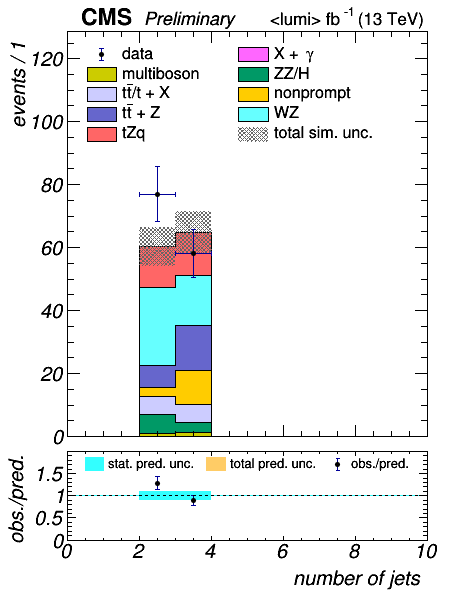 CMS Preliminary <lumi> fb⁻¹ (13 TeV)
events / 1
120
100
80
60
40
20
0
data
multiboson
tt̄/t + X
tt̄ + Z
tZq
X + γ
ZZ/H
nonprompt
WZ
total sim. unc.
obs./pred.
1.5
1
0.5
0
stat. pred. unc. total pred. unc. obs./pred.
0 2 4 6 8 10
number of jets